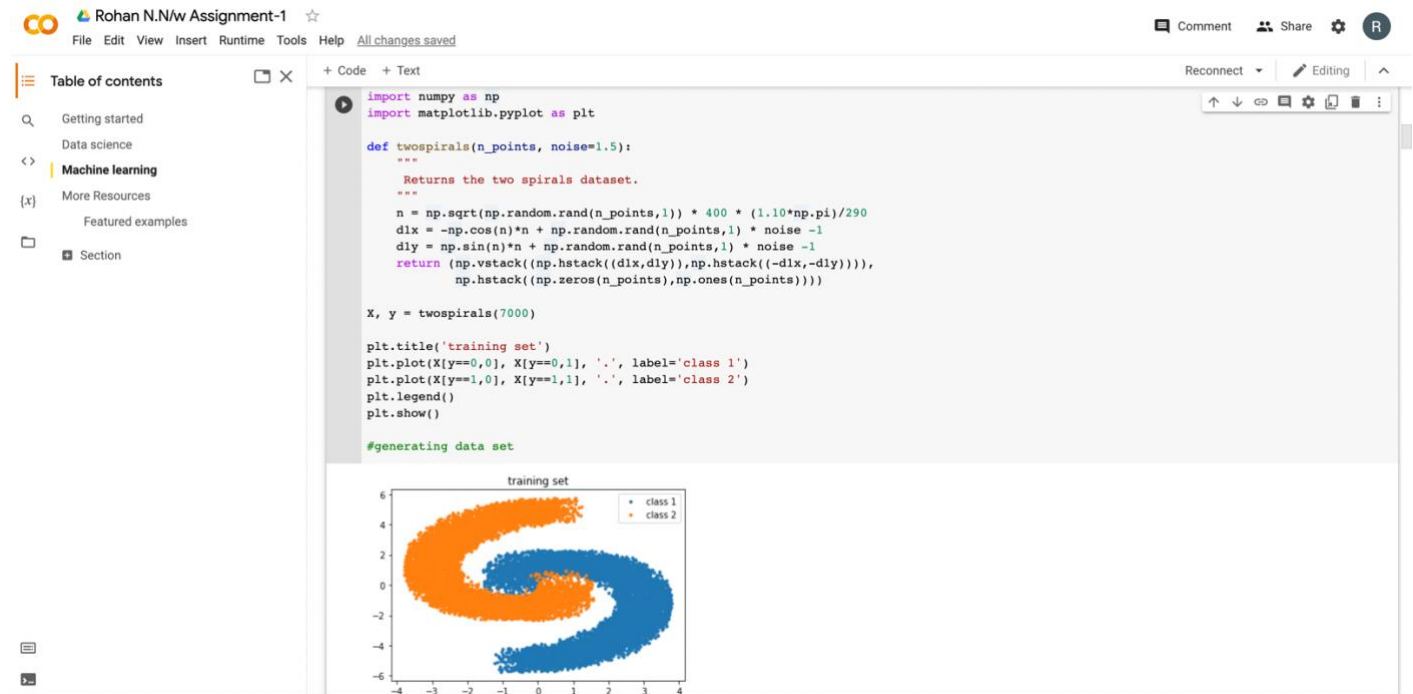 Rohan N.N/w Assignment-1
File Edit View Insert Runtime Tools Help All changes saved
Comment Share R
Table of contents
Getting started
Data science
Machine learning
More Resources
Featured examples
Section
{x}
+ Code + Text
Reconnect Editing
import numpy as np
import matplotlib.pyplot as plt
def twospirals(n_points, noise=1.5):
"""
Returns the two spirals dataset.
"""
n = np.sqrt(np.random.rand(n_points,1)) * 400 * (1.10*np.pi)/290
d1x = -np.cos(n)*n + np.random.rand(n_points,1) * noise -1
d1y = np.sin(n)*n + np.random.rand(n_points,1) * noise -1
return (np.vstack((np.hstack((d1x,d1y)),np.hstack((-d1x,-d1y)))),
np.hstack((np.zeros(n_points),np.ones(n_points))))
X, y = twospirals(7000)
plt.title('training set')
plt.plot(X[y==0,0], X[y==0,1], '.', label='class 1')
plt.plot(X[y==1,0], X[y==1,1], '.', label='class 2')
plt.legend()
plt.show()
#generating data set
training set
class 1
class 2
6
4
2
0
-2
-4
-6
-4 -3 -2 -1 0 1 2 3 4